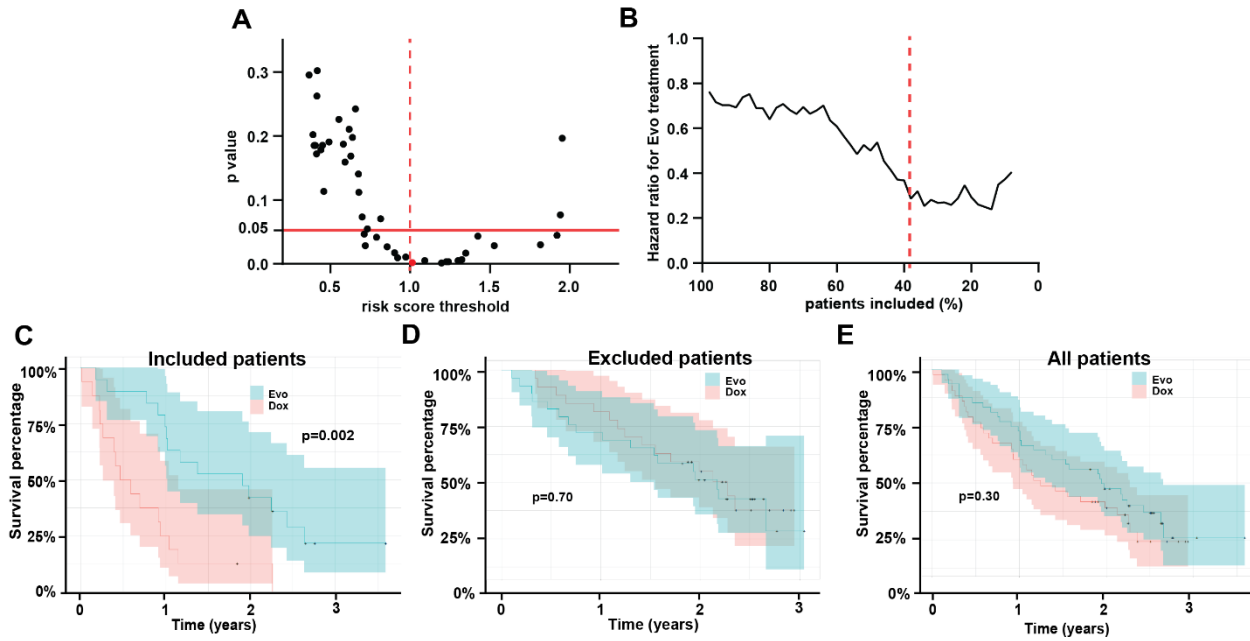 A
p value
0.3
0.2
0.1
0.05
0.0
0.5
1.0
1.5
2.0
risk score threshold
B
Hazard ratio for Evo treatment
1.0
0.8
0.6
0.4
0.2
0.0
100
80
60
40
20
0
patients included (%)
C
Included patients
Survival percentage
100%
75%
50%
25%
0%
Evo
Dox
p=0.002
0
1
2
3
Time (years)
D
Excluded patients
Survival percentage
100%
75%
50%
25%
0%
Evo
Dox
p=0.70
0
1
2
3
Time (years)
E
All patients
Survival percentage
100%
75%
50%
25%
0%
Evo
Dox
p=0.30
0
1
2
3
Time (years)